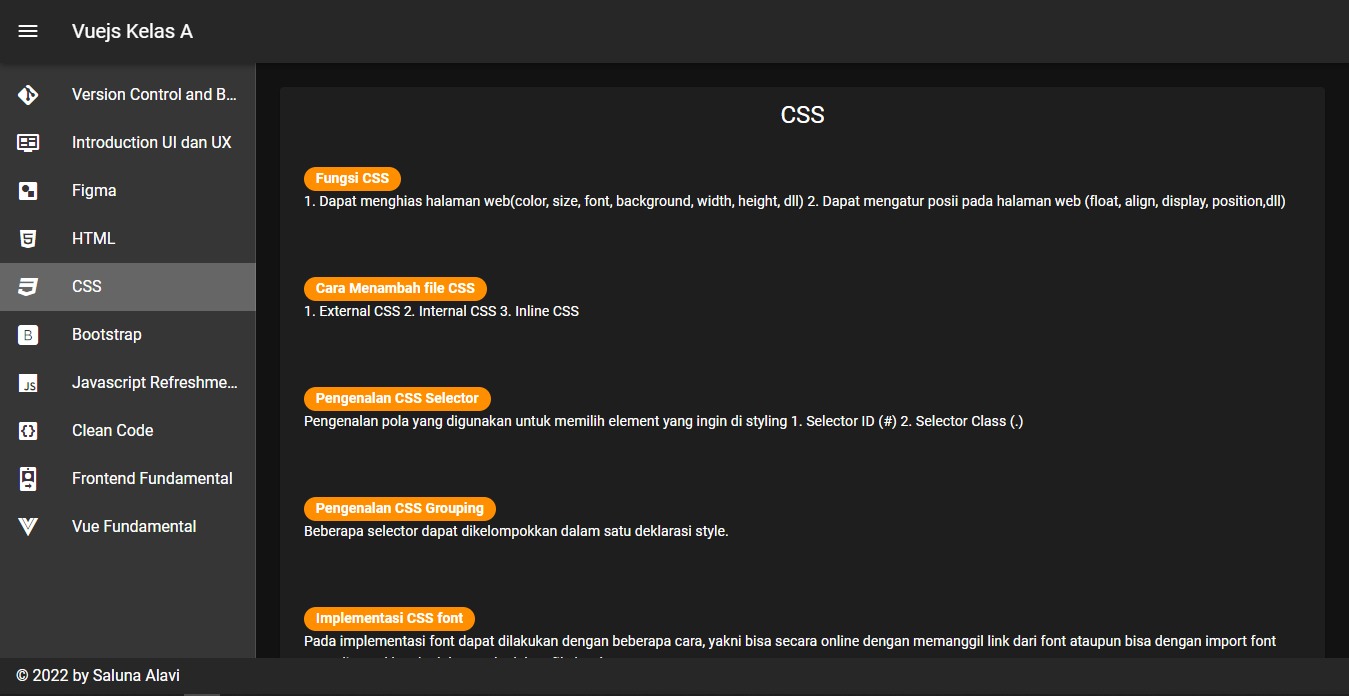 Vuejs Kelas A
Version Control and B...
Introduction UI dan UX
Figma
HTML
CSS
Bootstrap
Javascript Refreshme...
Clean Code
Frontend Fundamental
Vue Fundamental
CSS
Fungsi CSS
1. Dapat menghias halaman web(color, size, font, background, width, height, dll) 2. Dapat mengatur posii pada halaman web (float, align, display, position,dll)
Cara Menambah file CSS
1. External CSS 2. Internal CSS 3. Inline CSS
Pengenalan CSS Selector
Pengenalan pola yang digunakan untuk memilih element yang ingin di styling 1. Selector ID (#) 2. Selector Class (.)
Pengenalan CSS Grouping
Beberapa selector dapat dikelompokkan dalam satu deklarasi style.
Implementasi CSS font
Pada implementasi font dapat dilakukan dengan beberapa cara, yakni bisa secara online dengan memanggil link dari font ataupun bisa dengan import font
© 2022 by Saluna Alavi